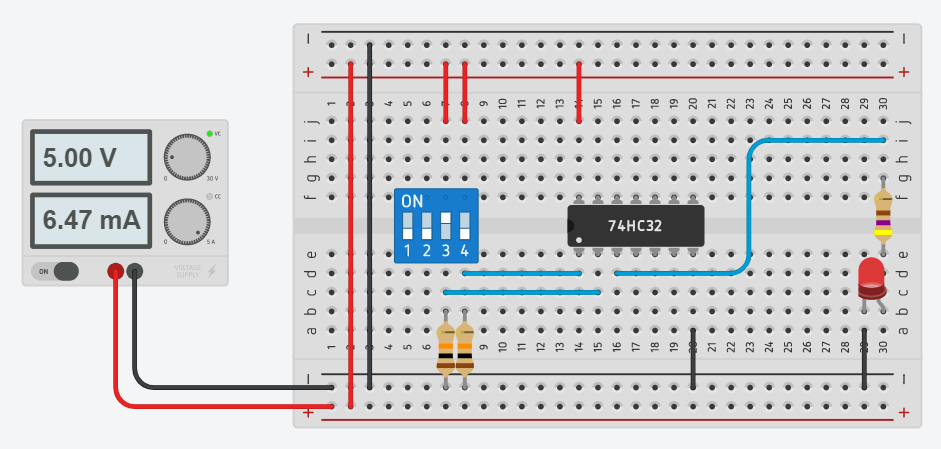 − −
+ +
1 2 3 4 5 6 7 8 9 10 11 12 13 14 15 16 17 18 19 20 21 22 23 24 25 26 27 28 29 30
j j
i i
h h
g g
f f
5.00 V
VC
0 30 V
6.47 mA
CC
0 5 A
ON
VOLTAGE
SUPPLY
ON
1 2 3 4
74HC32
e e
d d
c c
b b
a a
1 2 3 4 5 6 7 8 9 10 11 12 13 14 15 16 17 18 19 20 21 22 23 24 25 26 27 28 29 30
− −
+ +